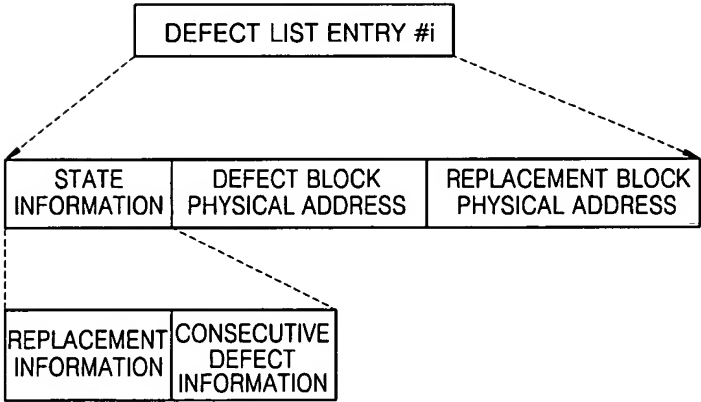 DEFECT LIST ENTRY #i
STATE
INFORMATION
DEFECT BLOCK
PHYSICAL ADDRESS
REPLACEMENT BLOCK
PHYSICAL ADDRESS
REPLACEMENT
INFORMATION
CONSECUTIVE
DEFECT
INFORMATION